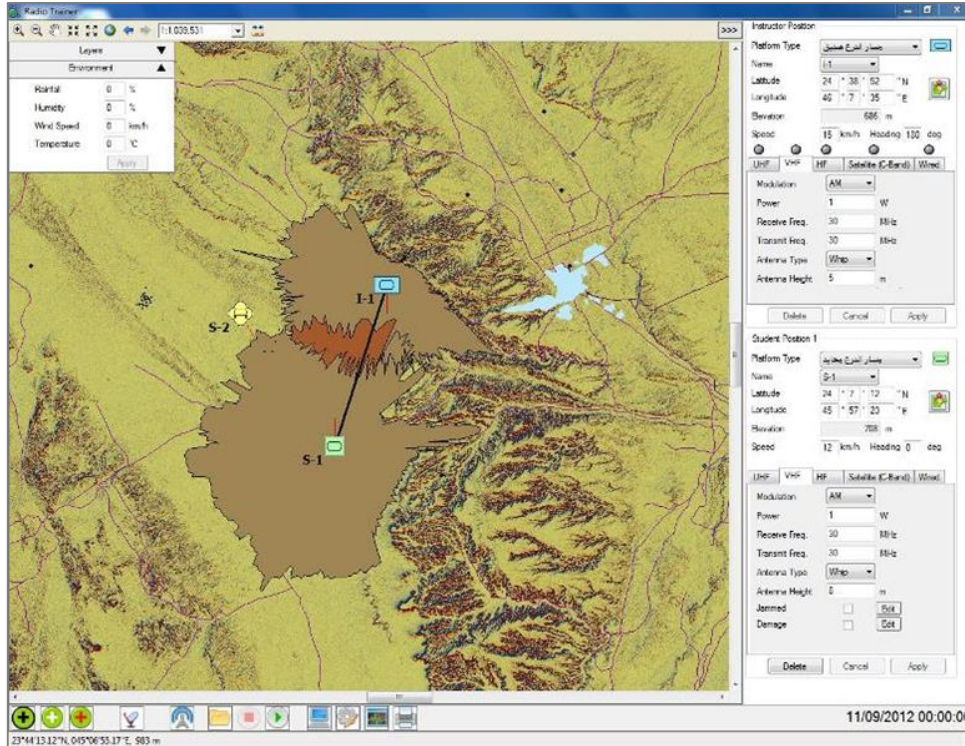 Radio Trainer
1:1,039,531
>>>
Layers
Environment
Rainfall 0 %
Humidity 0 %
Wind Speed 0 km/h
Temperature 0 °C
Apply
I-1
S-2
S-1
Instructor Position
Platform Type
Name I-1
Latitude 24 ° 38 ' 52 " N
Longitude 46 ° 7 ' 35 " E
Elevation 686 m
Speed 15 km/h Heading 180 deg
UHF VHF HF Satellite (C-Band) Wired
Modulation AM
Power 1 W
Receive Freq. 30 MHz
Transmit Freq. 30 MHz
Antenna Type Whip
Antenna Height 5 m
Delete Cancel Apply
Student Position 1
Platform Type
Name S-1
Latitude 24 ° 7 ' 12 " N
Longitude 45 ° 57 ' 23 " E
Elevation m
Speed 12 km/h Heading 0 deg
UHF VHF HF Satellite (C-Band) Wired
Modulation AM
Power 1 W
Receive Freq. 30 MHz
Transmit Freq. 30 MHz
Antenna Type Whip
Antenna Height m
Jammed Edit
Damage Edit
Delete Cancel Apply
11/09/2012 00:00:00
23°44'13.12"N, 045°06'55.17"E, 983 m